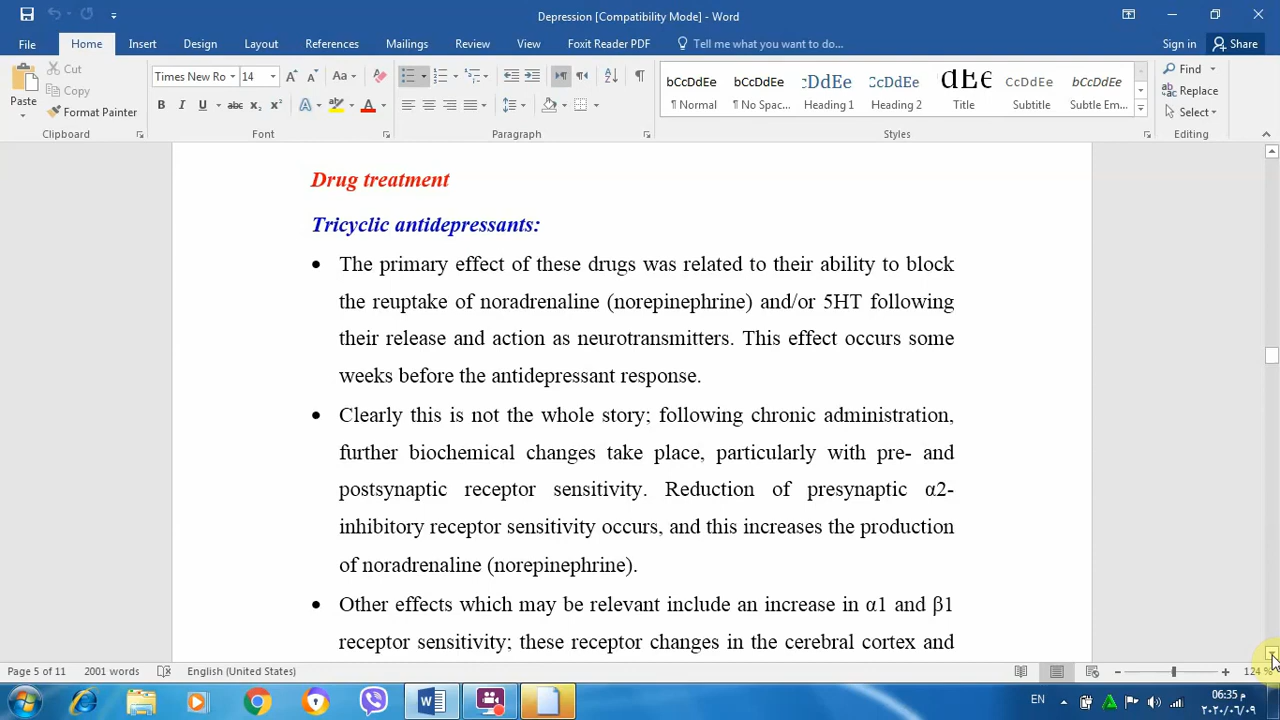 Depression [Compatibility Mode] - Word
File Home Insert Design Layout References Mailings Review View Foxit Reader PDF Tell me what you want to do... Sign in Share
Paste
Cut
Copy
Format Painter
Clipboard
Times New Ro 14
Font
Paragraph
bCcDdEe bCcDdEe CcDdEe CcDdEe dEe CcDdEe bCcDdEe
¶ Normal ¶ No Spac... Heading 1 Heading 2 Title Subtitle Subtle Em...
Styles
Find
Replace
Select
Editing
Drug treatment
Tricyclic antidepressants:
• The primary effect of these drugs was related to their ability to block
the reuptake of noradrenaline (norepinephrine) and/or 5HT following
their release and action as neurotransmitters. This effect occurs some
weeks before the antidepressant response.
• Clearly this is not the whole story; following chronic administration,
further biochemical changes take place, particularly with pre- and
postsynaptic receptor sensitivity. Reduction of presynaptic α2-
inhibitory receptor sensitivity occurs, and this increases the production
of noradrenaline (norepinephrine).
• Other effects which may be relevant include an increase in α1 and β1
receptor sensitivity; these receptor changes in the cerebral cortex and
Page 5 of 11 2001 words English (United States) 124 %
EN 06:35 م
٢٠٢٠/٠٦/٠٩